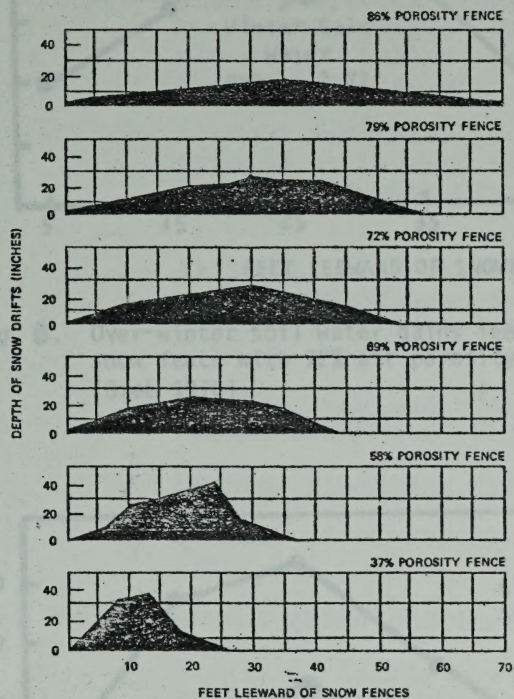 86% POROSITY FENCE
40
20
0
79% POROSITY FENCE
40
20
0
72% POROSITY FENCE
40
20
0
69% POROSITY FENCE
40
20
0
58% POROSITY FENCE
40
20
0
37% POROSITY FENCE
40
20
0
10 20 30 40 50 60 70
DEPTH OF SNOW DRIFTS (INCHES)
FEET LEEWARD OF SNOW FENCES